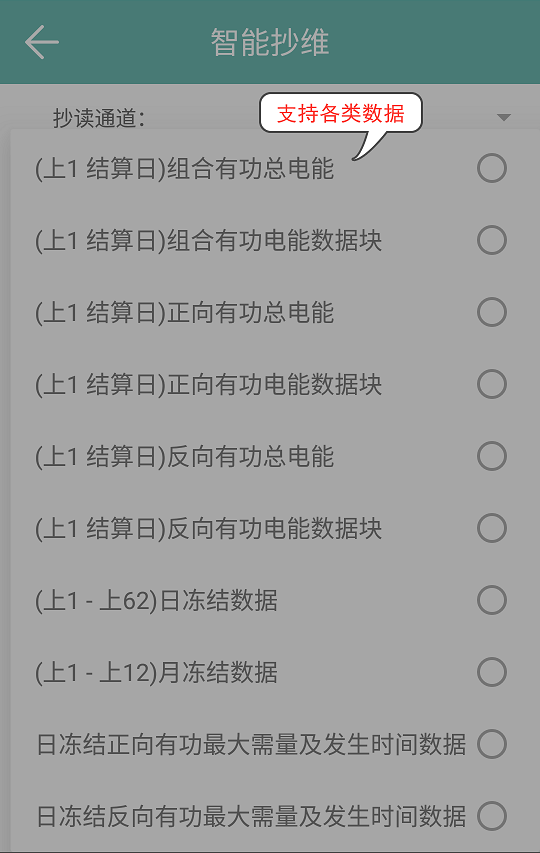 智能抄维
支持各类数据
抄读通道：
(上1 结算日)组合有功总电能
(上1 结算日)组合有功电能数据块
(上1 结算日)正向有功总电能
(上1 结算日)正向有功电能数据块
(上1 结算日)反向有功总电能
(上1 结算日)反向有功电能数据块
(上1 - 上62)日冻结数据
(上1 - 上12)月冻结数据
日冻结正向有功最大需量及发生时间数据
日冻结反向有功最大需量及发生时间数据